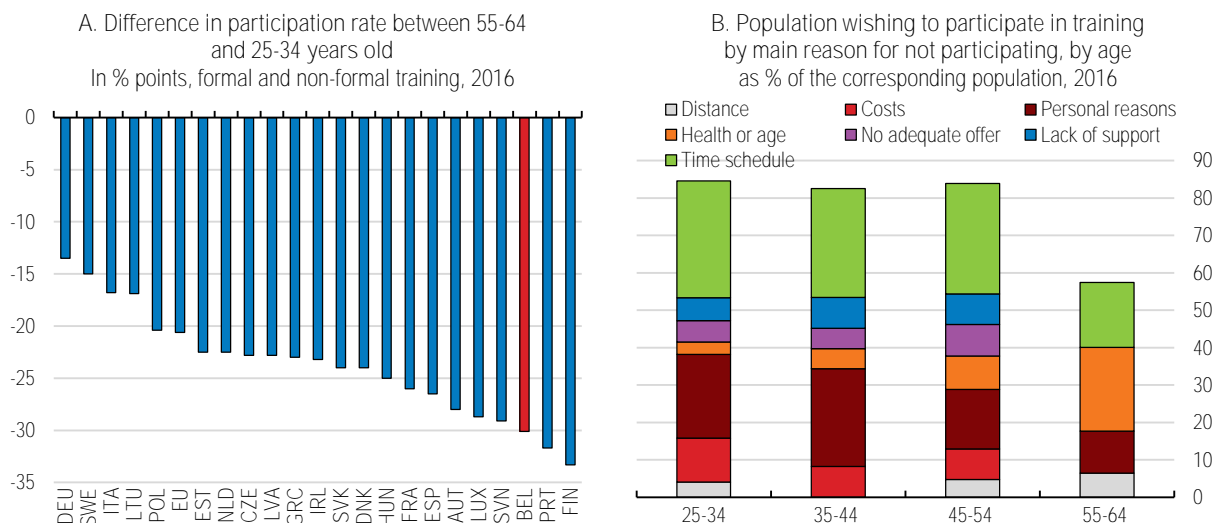 A. Difference in participation rate between 55-64
and 25-34 years old
In % points, formal and non-formal training, 2016
0
-5
-10
-15
-20
-25
-30
-35
DEU
SWE
ITA
LTU
POL
EU
EST
NLD
CZE
LVA
GRC
IRL
SVK
DNK
HUN
FRA
ESP
AUT
LUX
SVN
BEL
PRT
FIN
B. Population wishing to participate in training
by main reason for not participating, by age
as % of the corresponding population, 2016
Distance Costs Personal reasons
Health or age No adequate offer Lack of support
Time schedule
90
80
70
60
50
40
30
20
10
0
25-34 35-44 45-54 55-64